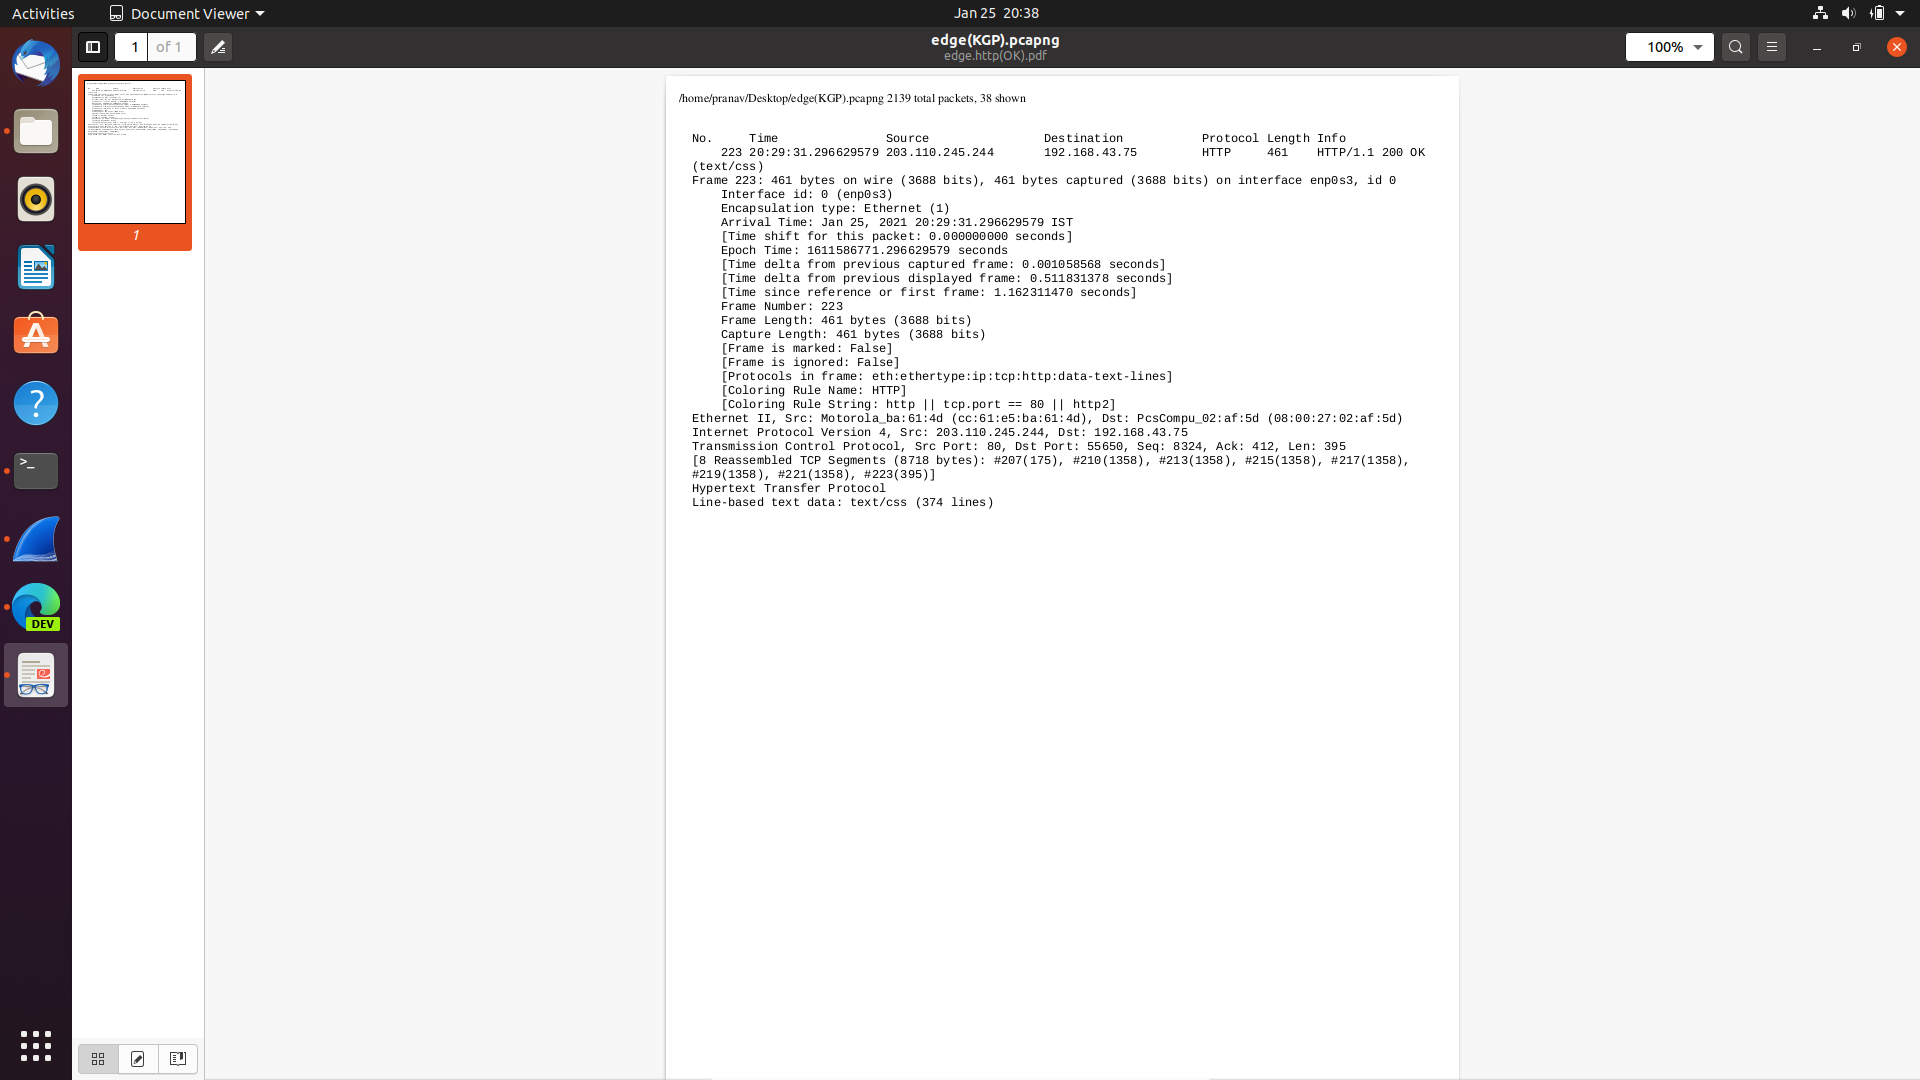 Activities
Document Viewer
Jan 25 20:38
1
of 1
edge(KGP).pcapng
edge.http(OK).pdf
100%
1
/home/pranav/Desktop/edge(KGP).pcapng 2139 total packets, 38 shown
No. Time Source Destination Protocol Length Info
223 20:29:31.296629579 203.110.245.244 192.168.43.75 HTTP 461 HTTP/1.1 200 OK
(text/css)
Frame 223: 461 bytes on wire (3688 bits), 461 bytes captured (3688 bits) on interface enp0s3, id 0
Interface id: 0 (enp0s3)
Encapsulation type: Ethernet (1)
Arrival Time: Jan 25, 2021 20:29:31.296629579 IST
[Time shift for this packet: 0.000000000 seconds]
Epoch Time: 1611586771.296629579 seconds
[Time delta from previous captured frame: 0.001058568 seconds]
[Time delta from previous displayed frame: 0.511831378 seconds]
[Time since reference or first frame: 1.162311470 seconds]
Frame Number: 223
Frame Length: 461 bytes (3688 bits)
Capture Length: 461 bytes (3688 bits)
[Frame is marked: False]
[Frame is ignored: False]
[Protocols in frame: eth:ethertype:ip:tcp:http:data-text-lines]
[Coloring Rule Name: HTTP]
[Coloring Rule String: http || tcp.port == 80 || http2]
Ethernet II, Src: Motorola_ba:61:4d (cc:61:e5:ba:61:4d), Dst: PcsCompu_02:af:5d (08:00:27:02:af:5d)
Internet Protocol Version 4, Src: 203.110.245.244, Dst: 192.168.43.75
Transmission Control Protocol, Src Port: 80, Dst Port: 55650, Seq: 8324, Ack: 412, Len: 395
[8 Reassembled TCP Segments (8718 bytes): #207(175), #210(1358), #213(1358), #215(1358), #217(1358),
#219(1358), #221(1358), #223(395)]
Hypertext Transfer Protocol
Line-based text data: text/css (374 lines)
DEV